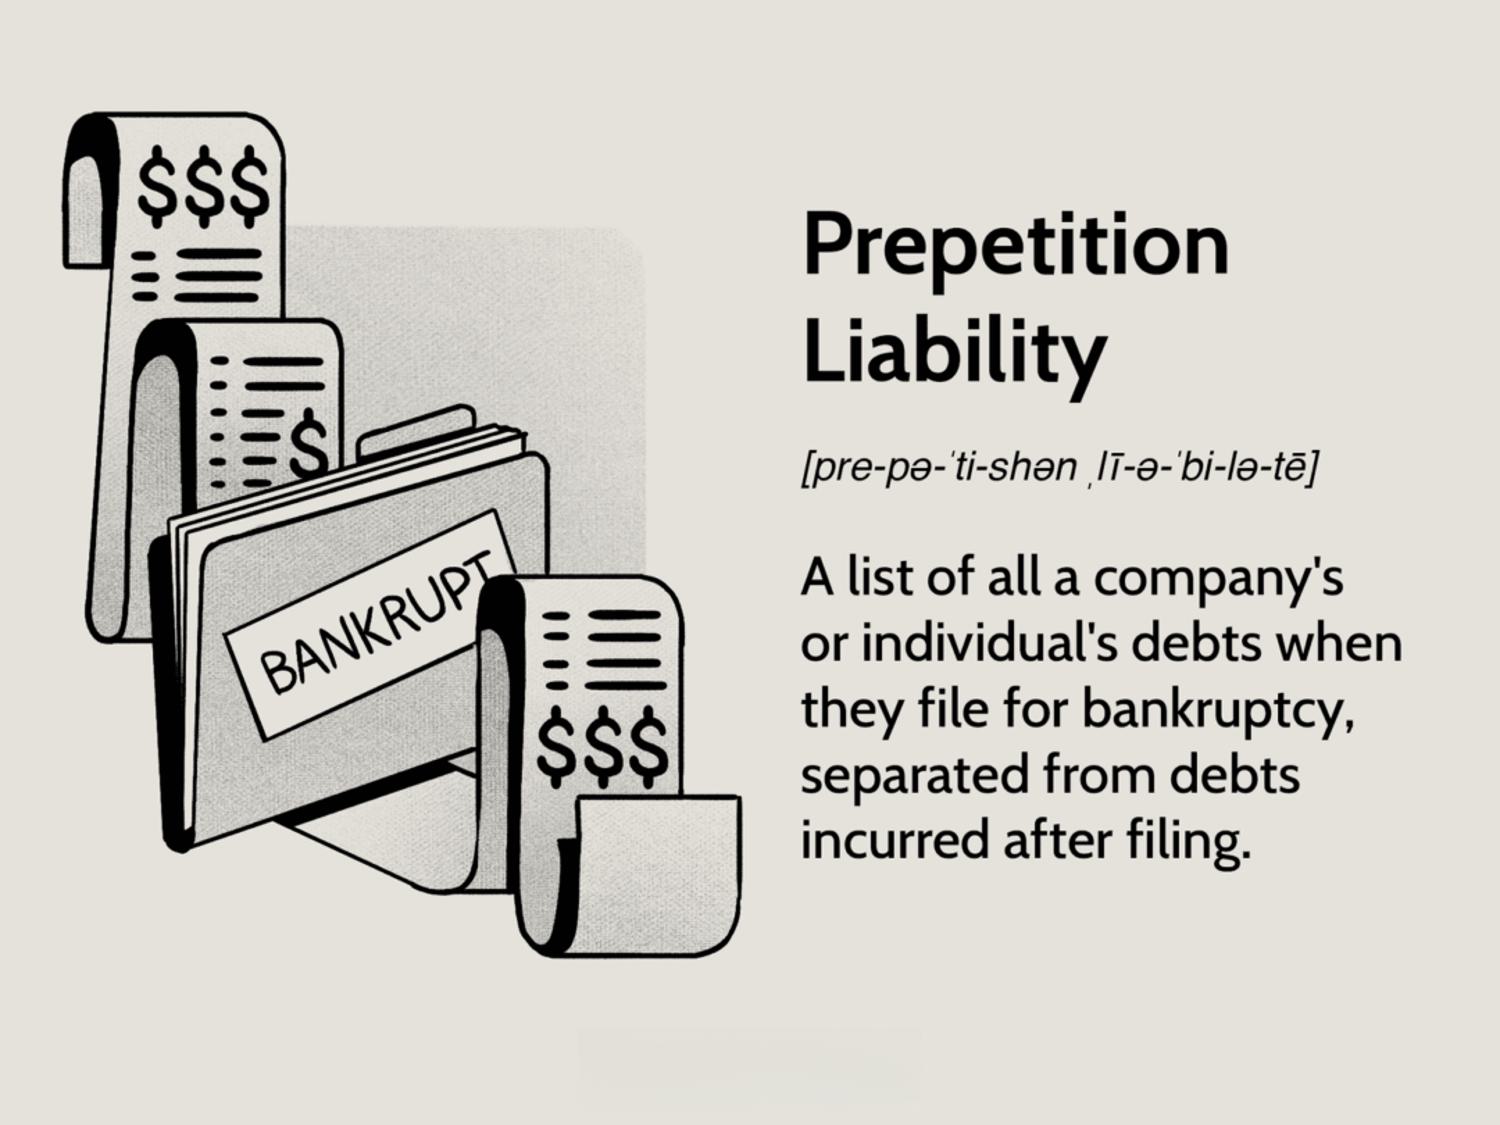 $$$
$
BANKRUPT
$$$
Prepetition
Liability
[pre-pə-ˈti-shən ˌlī-ə-ˈbi-lə-tē]
A list of all a company's
or individual's debts when
they file for bankruptcy,
separated from debts
incurred after filing.